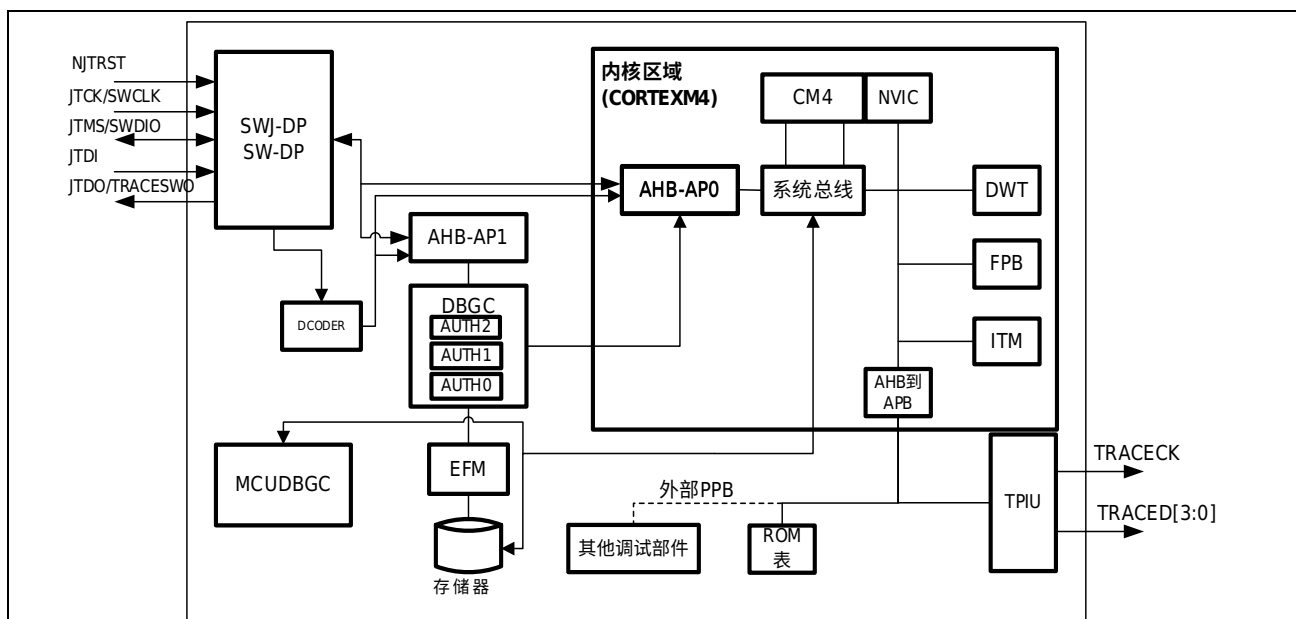 NJTRST
JTCK/SWCLK
JTMS/SWDIO
JTDI
JTDO/TRACESWO
SWJ-DP
SW-DP
内核区域
(CORTEXM4)
CM4
NVIC
AHB-AP0
系统总线
DWT
AHB-AP1
FPB
DBGC
AUTH2
AUTH1
AUTH0
DCODER
ITM
AHB到
APB
MCUDBGC
EFM
TRACECK
外部PPB
TPIU
TRACED[3:0]
其他调试部件
ROM
表
存储器